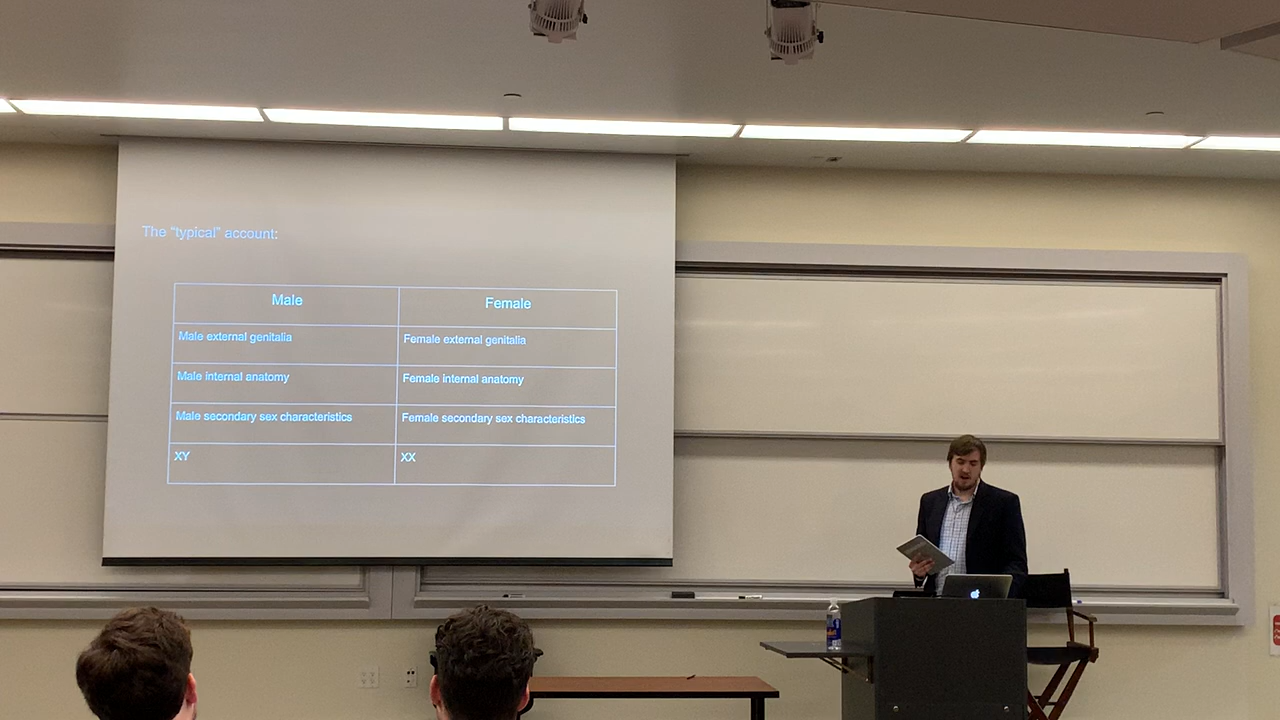 The "typical" account:
Male Female
Male external genitalia Female external genitalia
Male internal anatomy Female internal anatomy
Male secondary sex characteristics Female secondary sex characteristics
XY XX